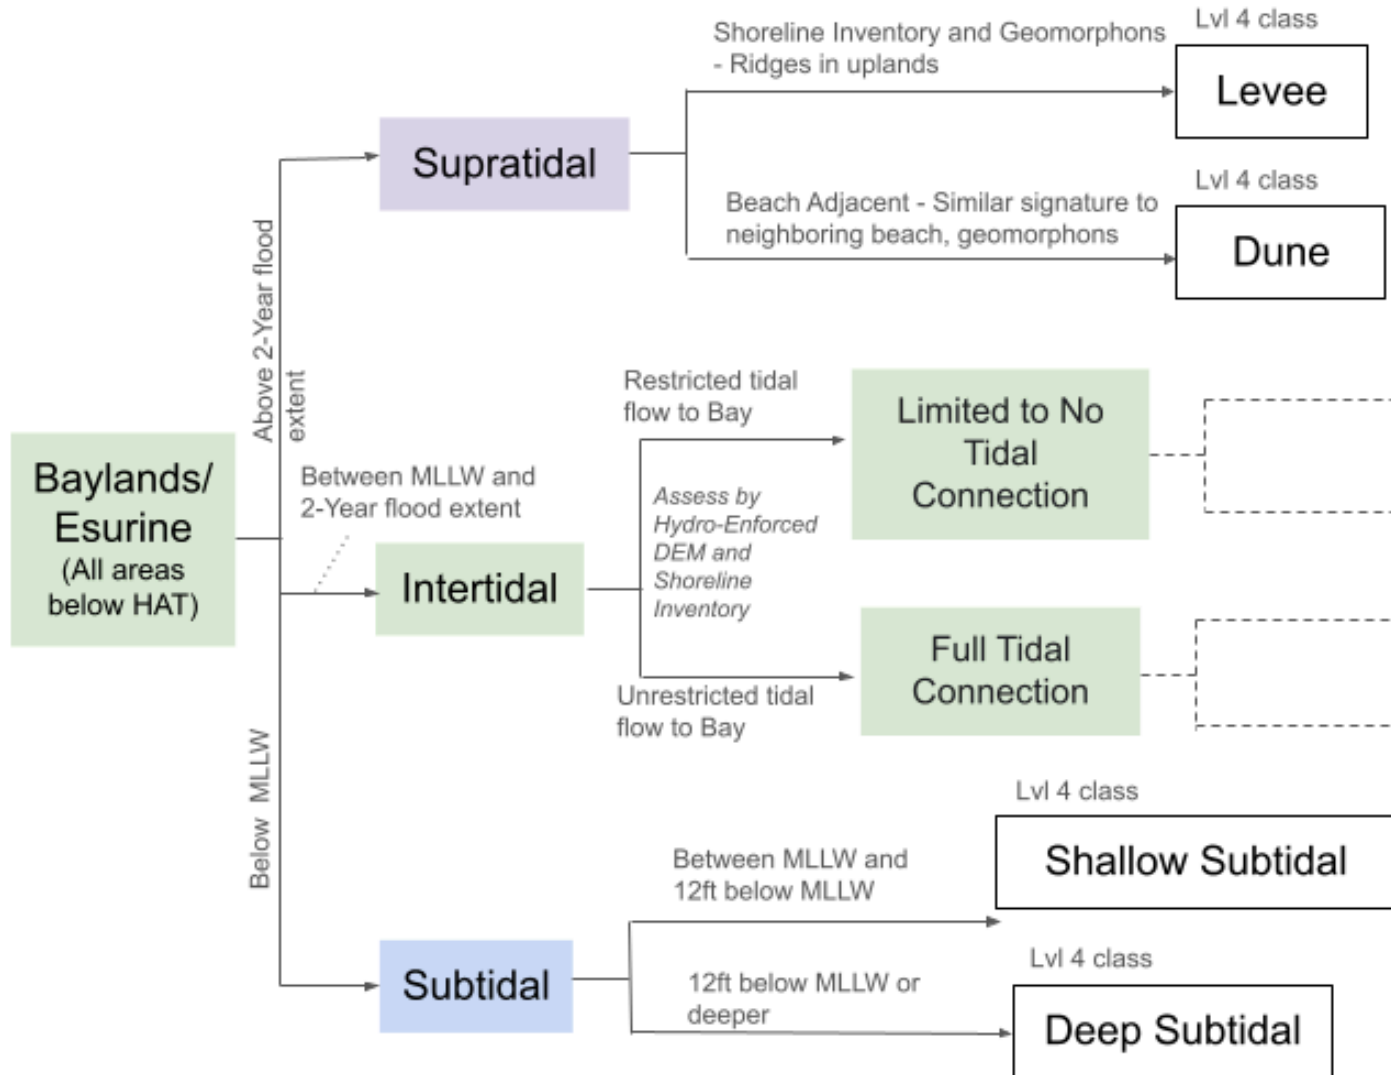 Lvl 4 class
Shoreline Inventory and Geomorphons
- Ridges in uplands
Levee
Supratidal
Lvl 4 class
Beach Adjacent - Similar signature to
neighboring beach, geomorphons
Dune
Above 2-Year flood
extent
Restricted tidal
flow to Bay
Limited to No
Tidal
Connection
Baylands/
Esurine
(All areas
below HAT)
Between MLLW and
2-Year flood extent
Intertidal
Assess by
Hydro-Enforced
DEM and
Shoreline
Inventory
Full Tidal
Connection
Unrestricted tidal
flow to Bay
Below MLLW
Lvl 4 class
Between MLLW and
12ft below MLLW
Shallow Subtidal
Subtidal
Lvl 4 class
12ft below MLLW or
deeper
Deep Subtidal